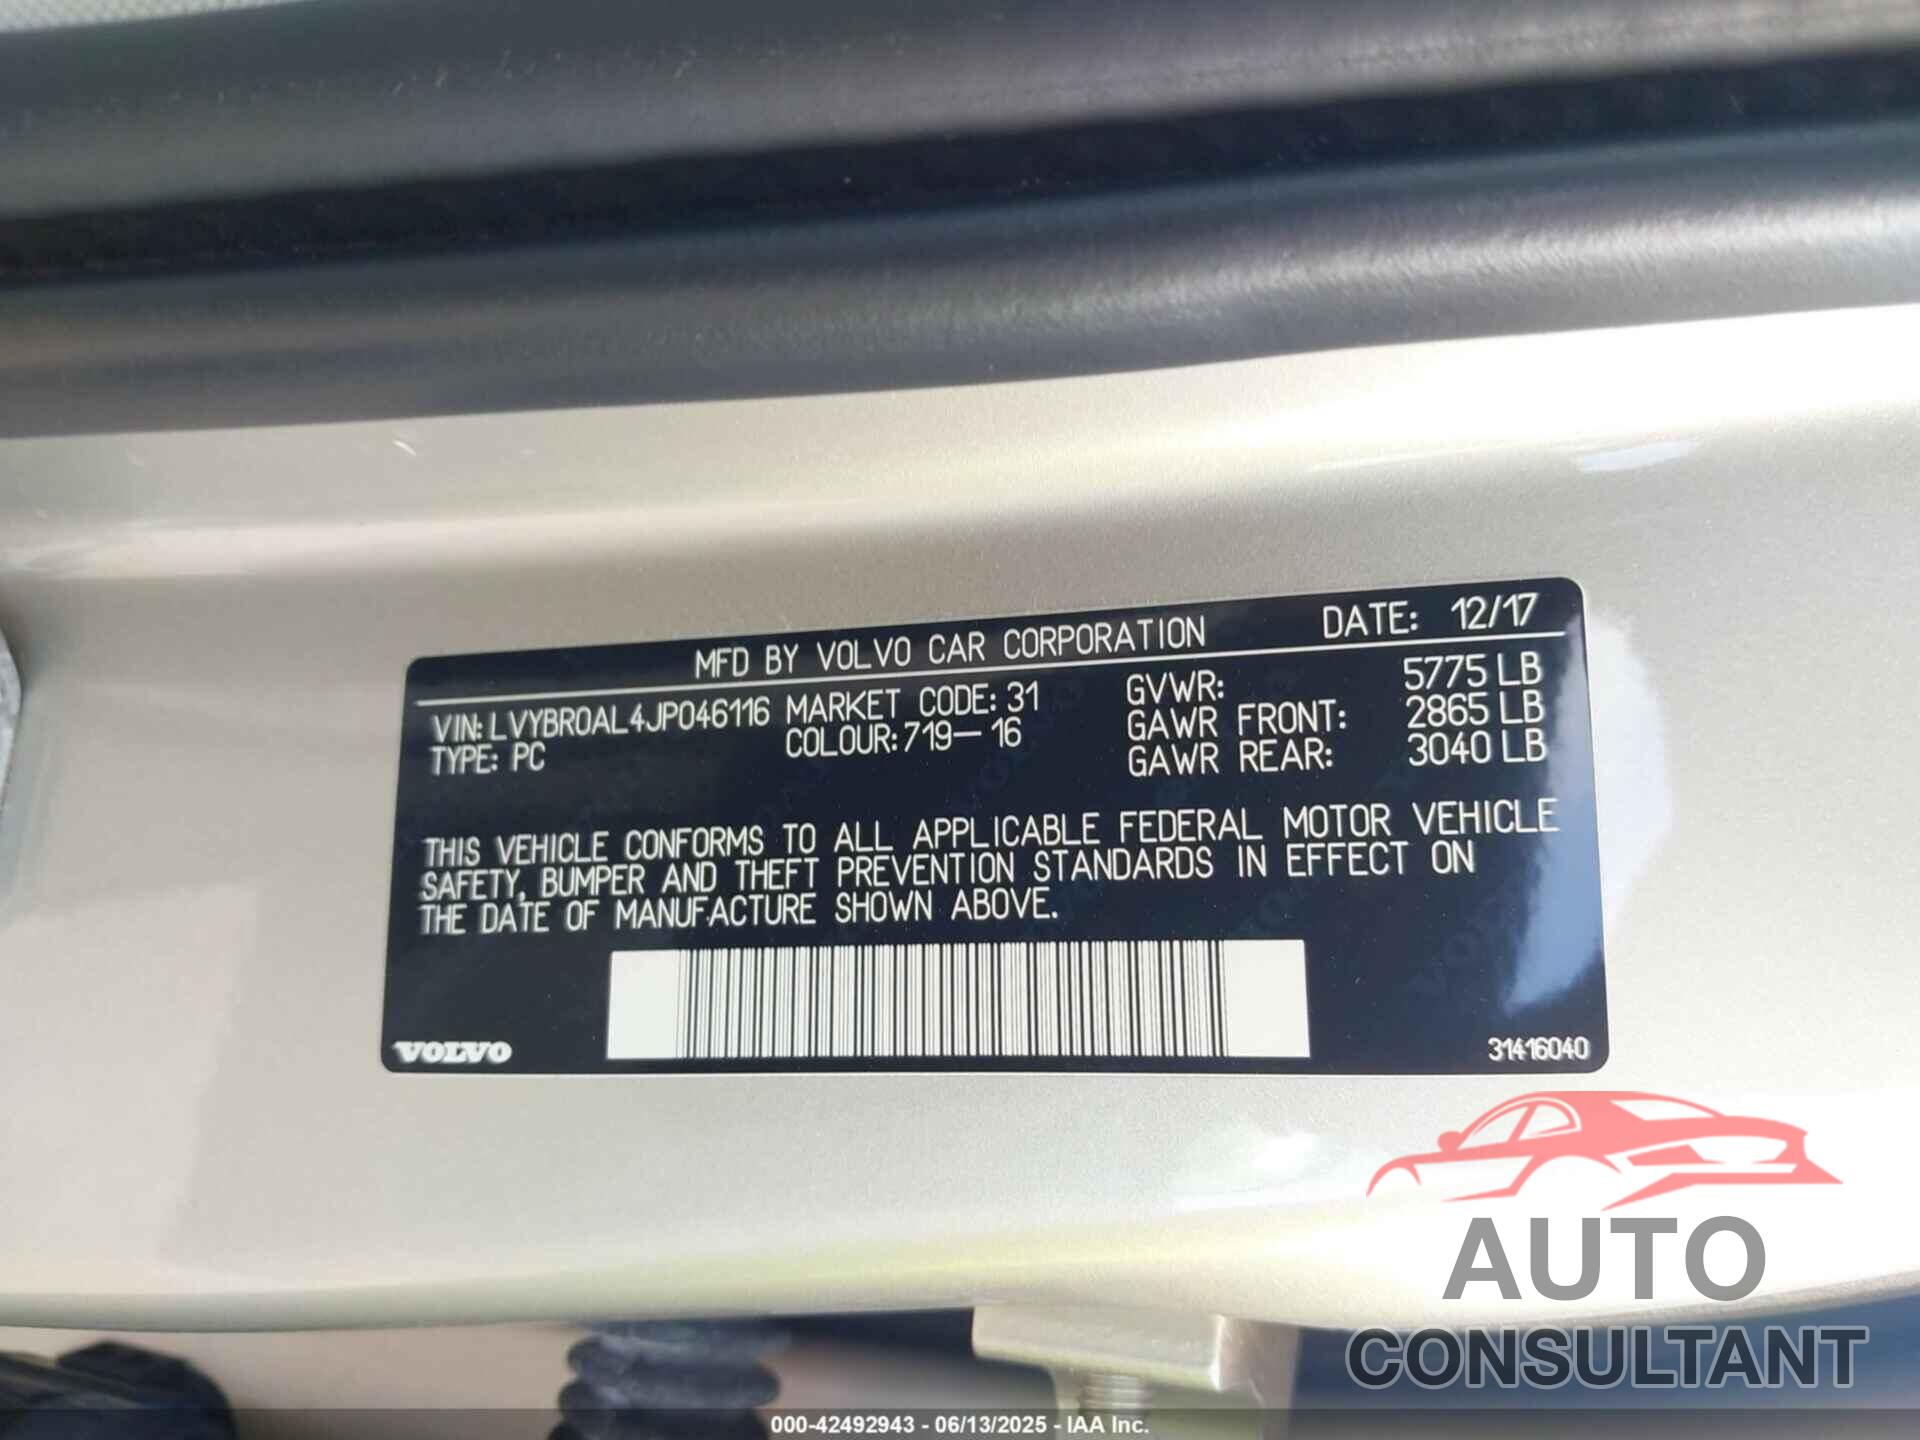 MFD BY VOLVO CAR CORPORATION DATE: 12/17
VIN: LVYBR0AL4JP046116 MARKET CODE: 31 GVWR: 5775 LB
TYPE: PC COLOUR: 719-16 GAWR FRONT: 2865 LB
GAWR REAR: 3040 LB
THIS VEHICLE CONFORMS TO ALL APPLICABLE FEDERAL MOTOR VEHICLE
SAFETY, BUMPER AND THEFT PREVENTION STANDARDS IN EFFECT ON
THE DATE OF MANUFACTURE SHOWN ABOVE.
VOLVO 31416040
AUTO
CONSULTANT
000-42492943 - 06/13/2025 - IAA Inc.